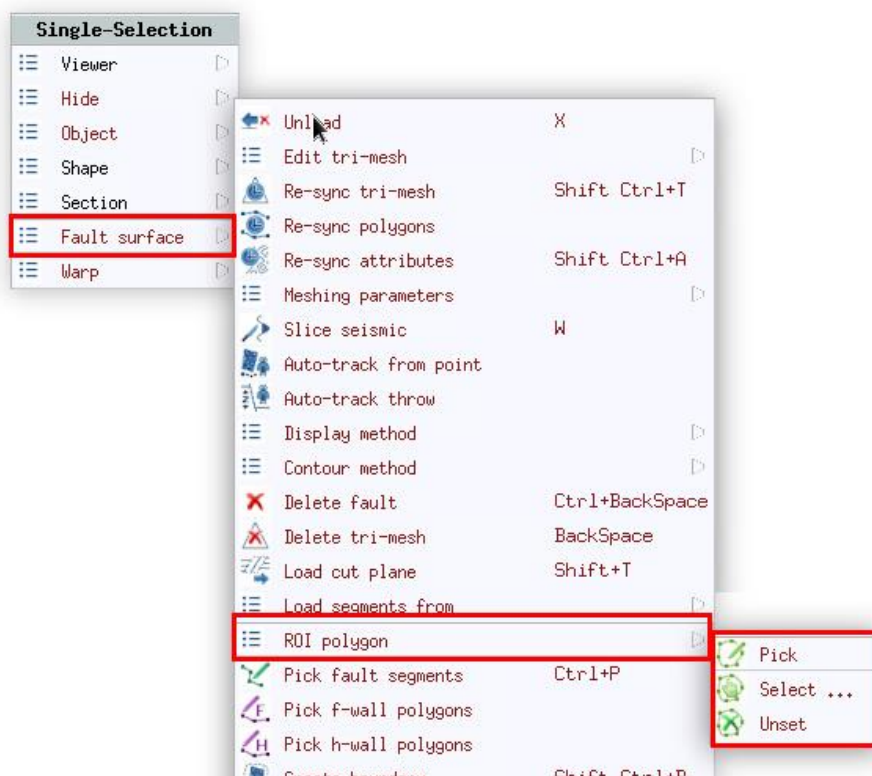 Single-Selection
Viewer
Hide
Object
Shape
Section
Fault surface
Warp
Unload X
Edit tri-mesh
Re-sync tri-mesh Shift Ctrl+T
Re-sync polygons
Re-sync attributes Shift Ctrl+A
Meshing parameters
Slice seismic W
Auto-track from point
Auto-track throw
Display method
Contour method
Delete fault Ctrl+BackSpace
Delete tri-mesh BackSpace
Load cut plane Shift+T
Load segments from
ROI polygon
Pick fault segments Ctrl+P
Pick f-wall polygons
Pick h-wall polygons
Pick
Select ...
Unset